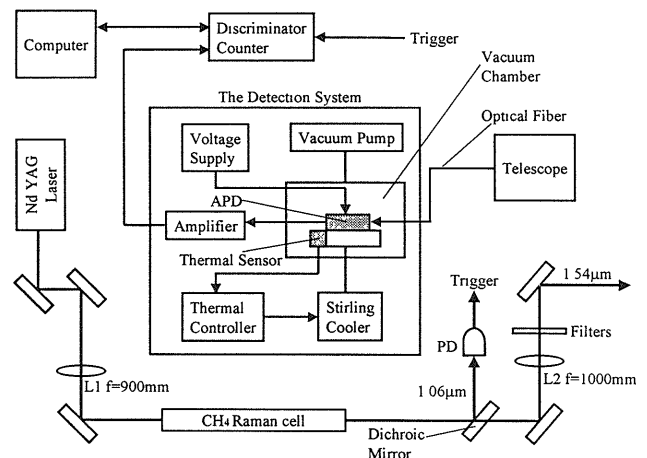 Computer
Discriminator
Counter
Trigger
Vacuum
Chamber
The Detection System
Optical Fiber
Nd YAG
Laser
Voltage
Supply
Vacuum Pump
Telescope
APD
Amplifier
Thermal Sensor
Thermal
Controller
Stirling
Cooler
Trigger
1 54µm
PD
Filters
L1 f=900mm
1 06µm
L2 f=1000mm
CH4 Raman cell
Dichroic
Mirror